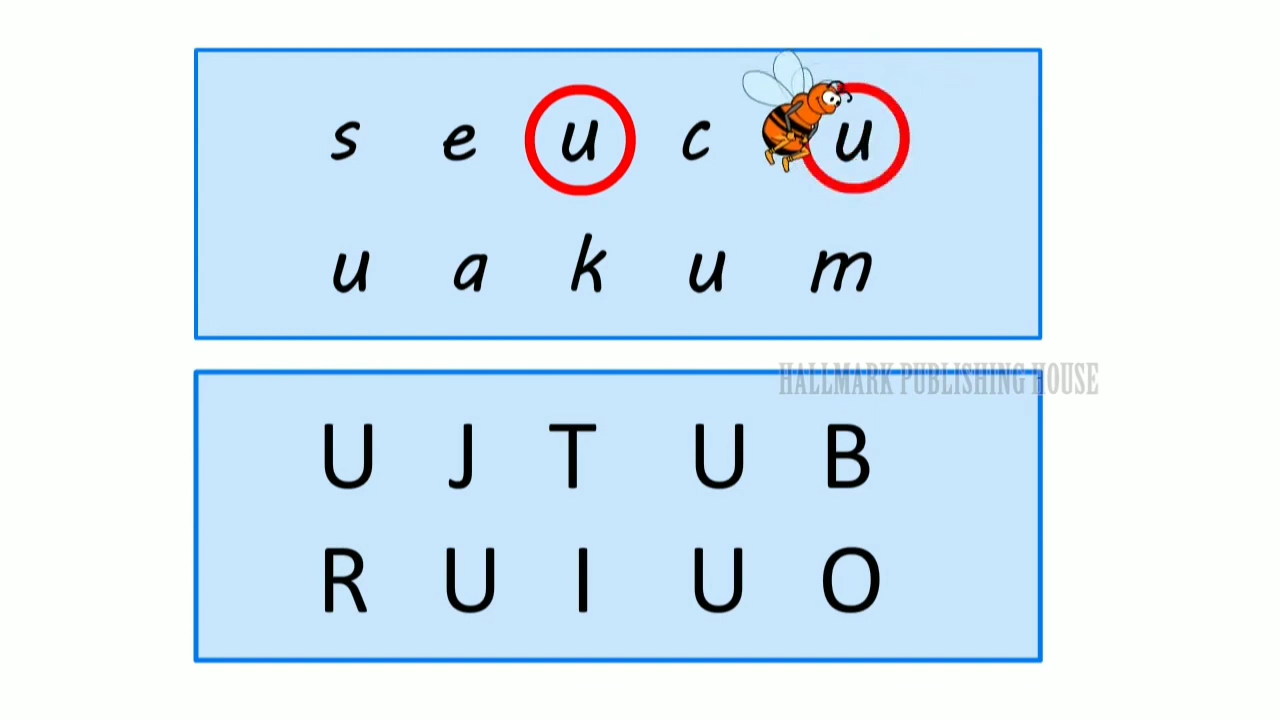 s e u c u
u a k u m
HALLMARK PUBLISHING HOUSE
U J T U B
R U I U O